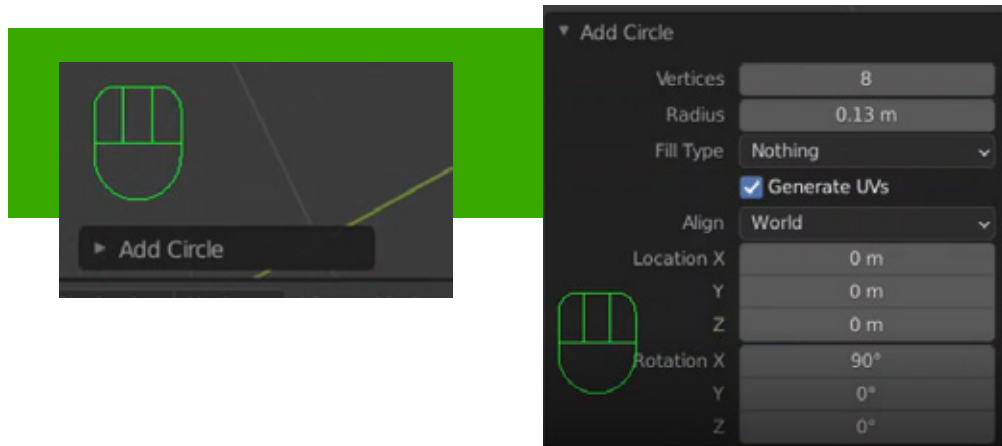 Add Circle
Add Circle
Vertices 8
Radius 0.13 m
Fill Type Nothing
Generate UVs
Align World
Location X 0 m
Y 0 m
Z 0 m
Rotation X 90°
Y 0°
Z 0°